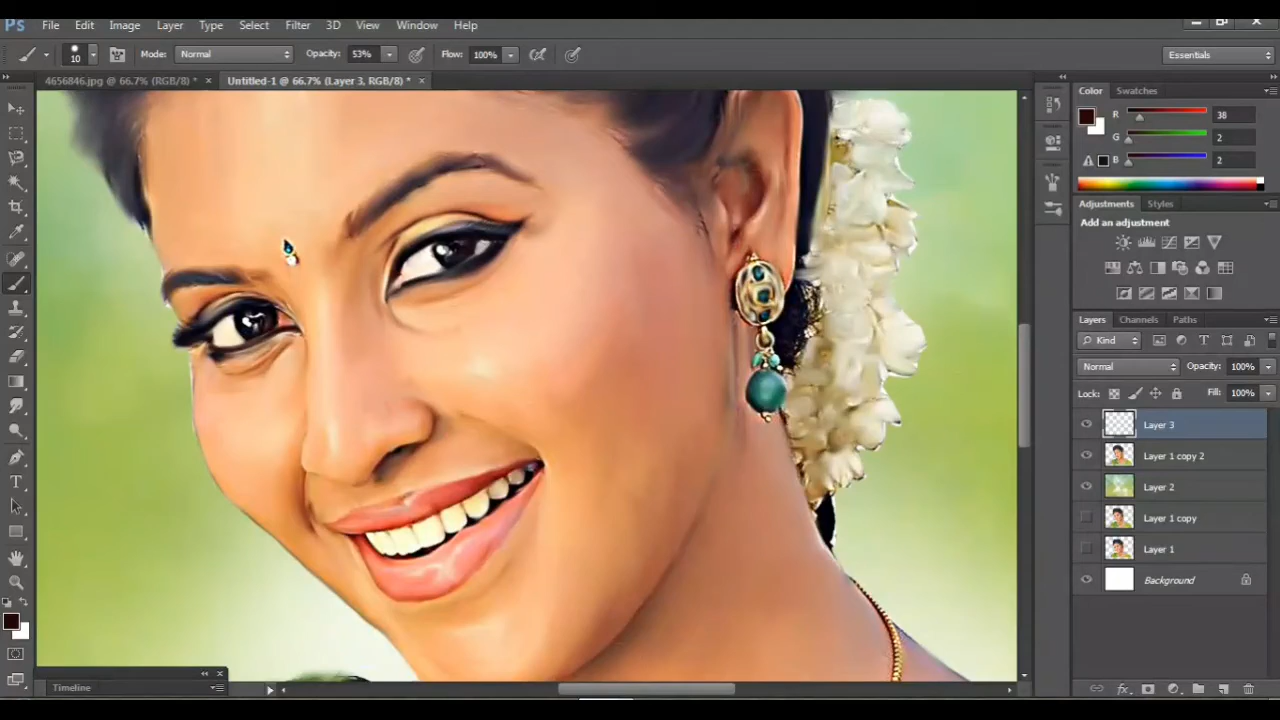 Ps File Edit Image Layer Type Select Filter 3D View Window Help
10 Mode: Normal Opacity: 53% Flow: 100% Essentials
4656846.jpg @ 66.7% (RGB/8) * × Untitled-1 @ 66.7% (Layer 3, RGB/8) * ×
Color Swatches
R 38
G 2
B 2
Adjustments Styles
Add an adjustment
Layers Channels Paths
Kind
Normal Opacity: 100%
Lock: Fill: 100%
Layer 3
Layer 1 copy 2
Layer 2
Layer 1 copy
Layer 1
Background
Timeline